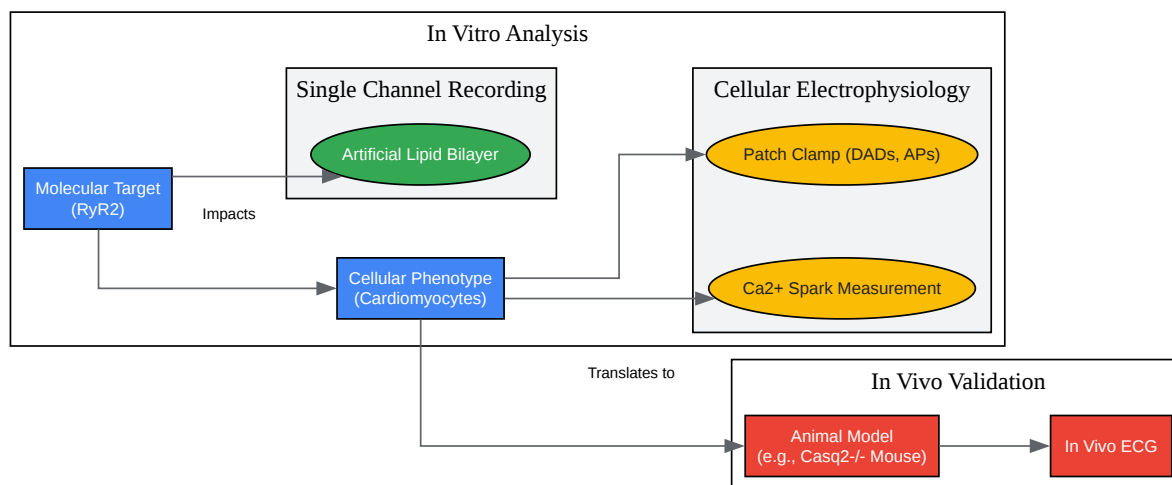 In Vitro Analysis
Single Channel Recording
Cellular Electrophysiology
Artificial Lipid Bilayer
Patch Clamp (DADs, APs)
Molecular Target
(RyR2)
Impacts
Cellular Phenotype
(Cardiomyocytes)
Ca2+ Spark Measurement
Translates to
In Vivo Validation
Animal Model
(e.g., Casq2-/- Mouse)
In Vivo ECG